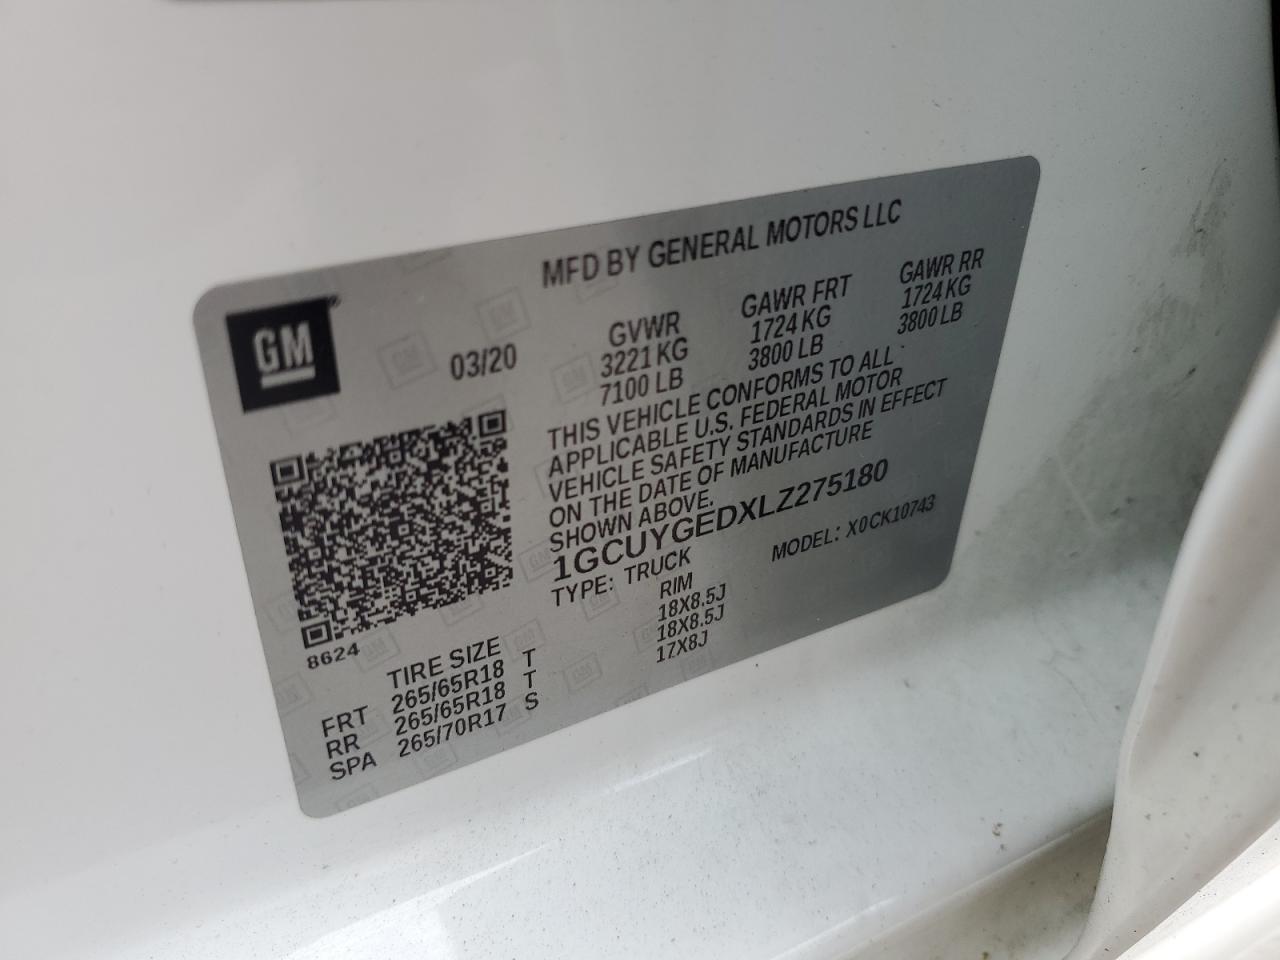 MFD BY GENERAL MOTORS LLC
GM
03/20
GVWR GAWR FRT GAWR RR
3221 KG 1724 KG 1724 KG
7100 LB 3800 LB 3800 LB
THIS VEHICLE CONFORMS TO ALL
APPLICABLE U.S. FEDERAL MOTOR
VEHICLE SAFETY STANDARDS IN EFFECT
ON THE DATE OF MANUFACTURE
SHOWN ABOVE.
1GCUYGEDXLZ275180
TYPE: TRUCK MODEL: X0CK10743
8624
TIRE SIZE RIM
FRT 265/65R18 T 18X8.5J
RR 265/65R18 T 18X8.5J
SPA 265/70R17 S 17X8J